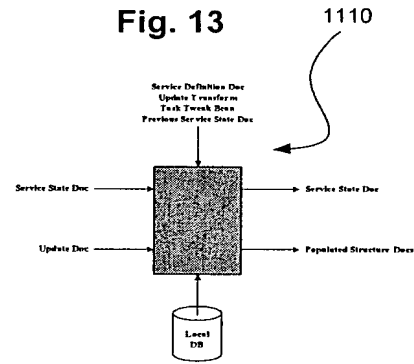 Fig. 13
1110
Service Definition Doc
Update Transform
Task Tweak Bean
Previous Service State Doc
Service State Doc
Service State Doc
Update Doc
Populated Structure Docs
Local
DB